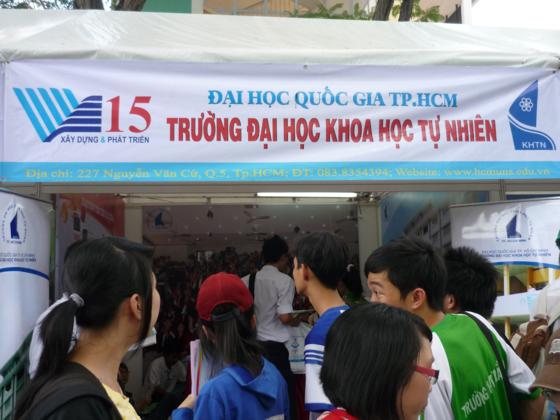 15
XÂY DỰNG & PHÁT TRIỂN
ĐẠI HỌC QUỐC GIA TP.HCM
TRƯỜNG ĐẠI HỌC KHOA HỌC TỰ NHIÊN
KHTN
Địa chỉ: 227 Nguyễn Văn Cừ, Q.5, Tp.HCM; ĐT: 083.8354394; Website: www.hcmuns.edu.vn